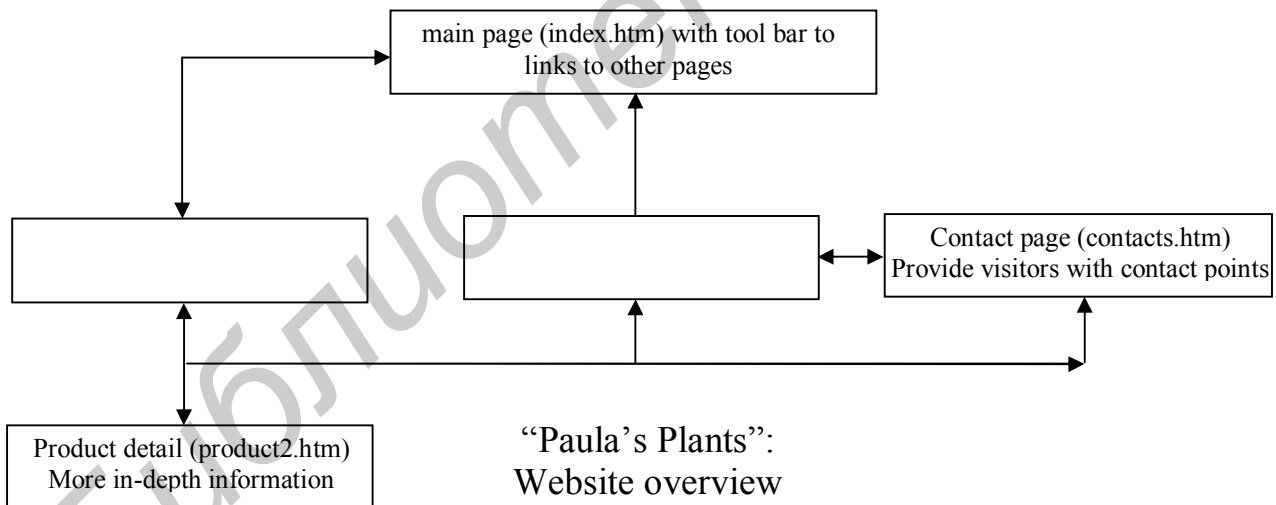 main page (index.htm) with tool bar to
links to other pages
Contact page (contacts.htm)
Provide visitors with contact points
Product detail (product2.htm)
More in-depth information
“Paula’s Plants”:
Website overview